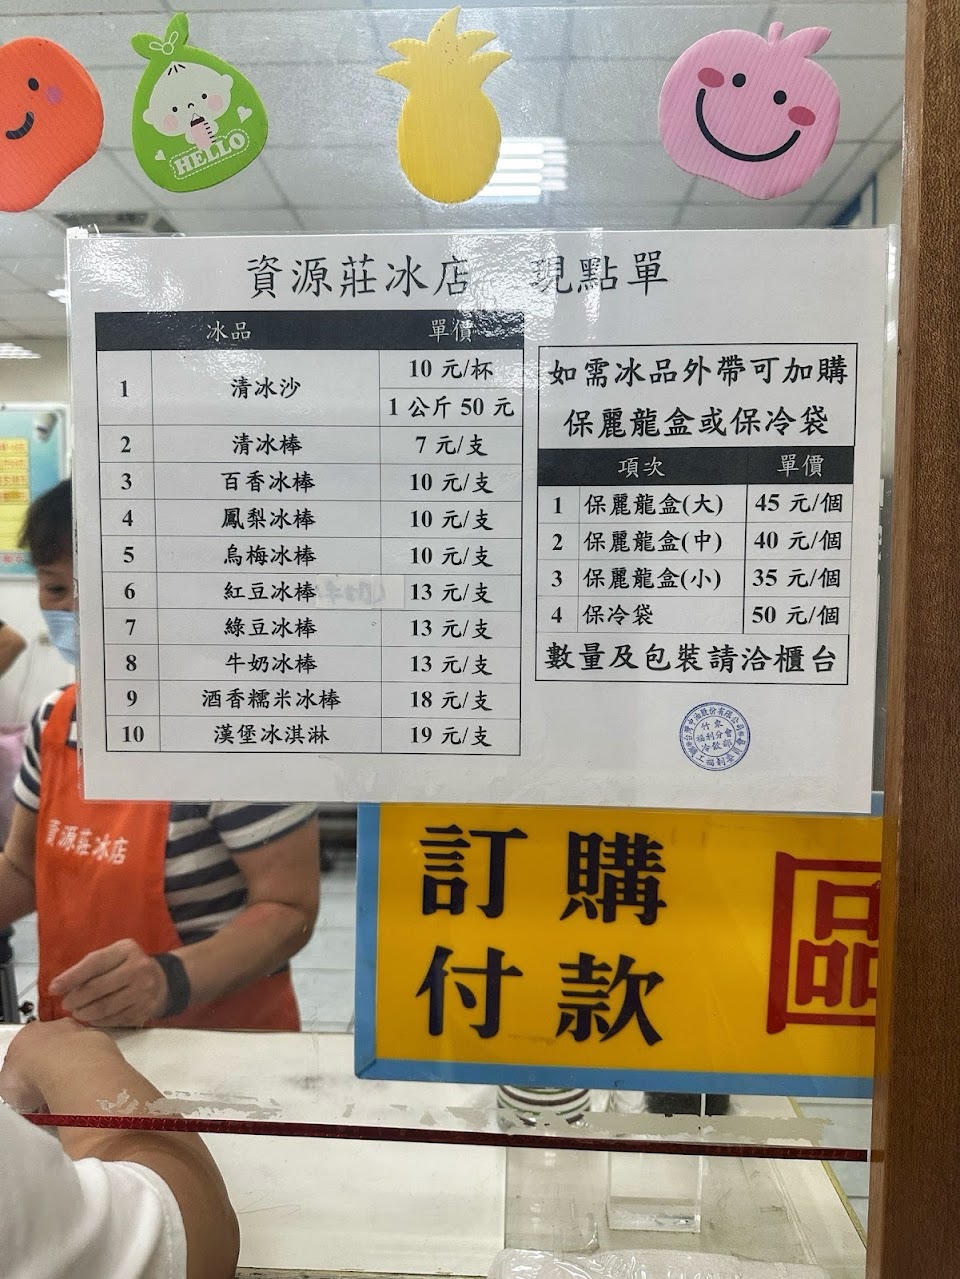 HELLO
資源莊冰店 現點單
冰品 單價
1 清冰沙 10 元/杯
1 公斤 50 元
2 清冰棒 7 元/支
3 百香冰棒 10 元/支
4 鳳梨冰棒 10 元/支
5 烏梅冰棒 10 元/支
6 紅豆冰棒 13 元/支
7 綠豆冰棒 13 元/支
8 牛奶冰棒 13 元/支
9 酒香糯米冰棒 18 元/支
10 漢堡冰淇淋 19 元/支
如需冰品外帶可加購
保麗龍盒或保冷袋
項次 單價
1 保麗龍盒(大) 45 元/個
2 保麗龍盒(中) 40 元/個
3 保麗龍盒(小) 35 元/個
4 保冷袋 50 元/個
數量及包裝請洽櫃台
竹東
福利分會
冷飲部
資源莊冰店
訂購
付款